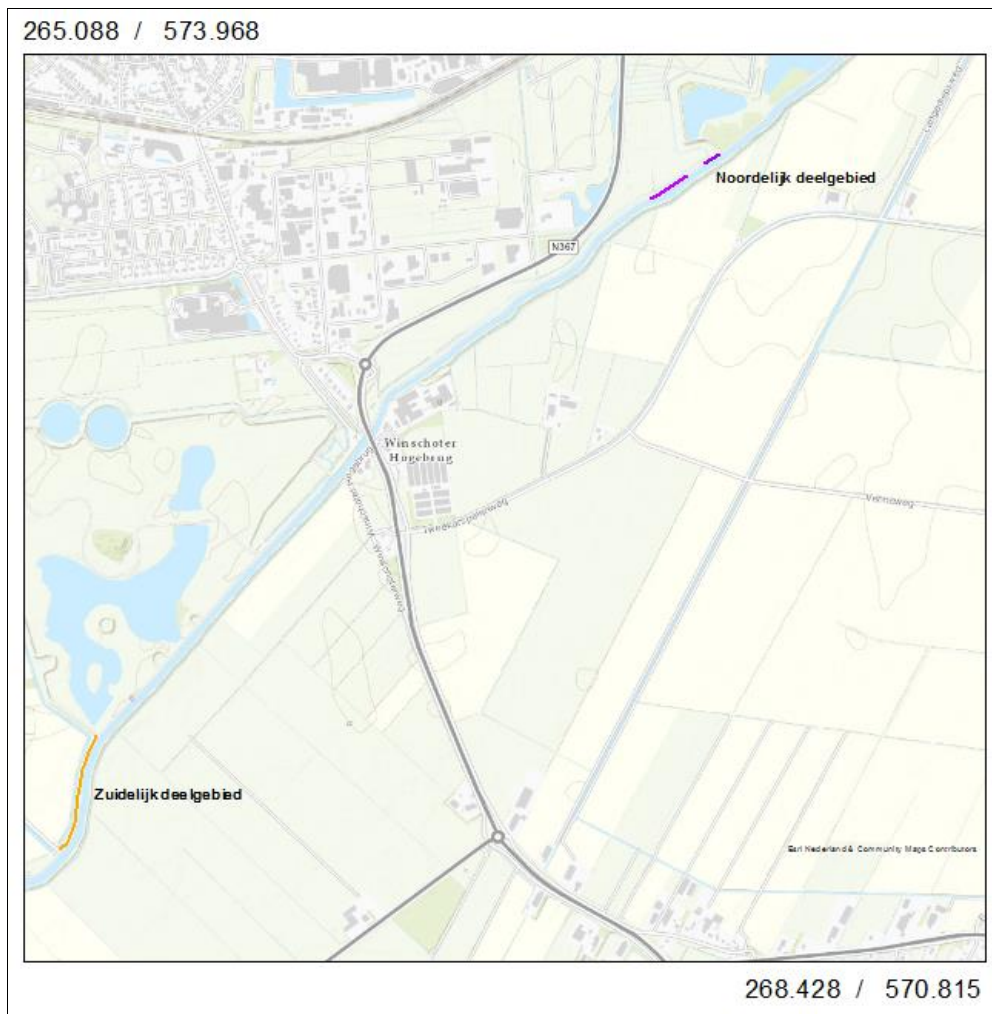 265.088 / 573.968
Noordelijk deelgebied
N367
Winschoter
Hogebrug
Zuidelijk deelgebied
Esri Nederland & Community Maps Contributors
268.428 / 570.815